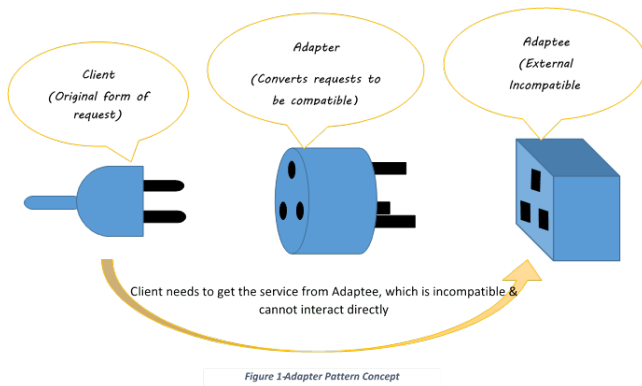 Client
(Original form of
request)
Adapter
(Converts requests to
be compatible)
Adaptee
(External
Incompatible
Client needs to get the service from Adaptee, which is incompatible &
cannot interact directly
Figure 1-Adapter Pattern Concept